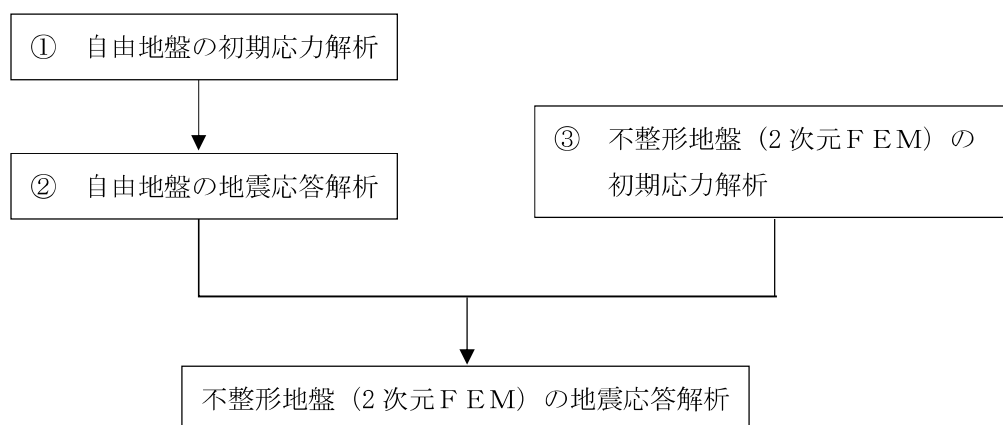 ① 自由地盤の初期応力解析
② 自由地盤の地震応答解析
③ 不整形地盤（2 次元ＦＥＭ）の
初期応力解析
不整形地盤（2 次元ＦＥＭ）の地震応答解析